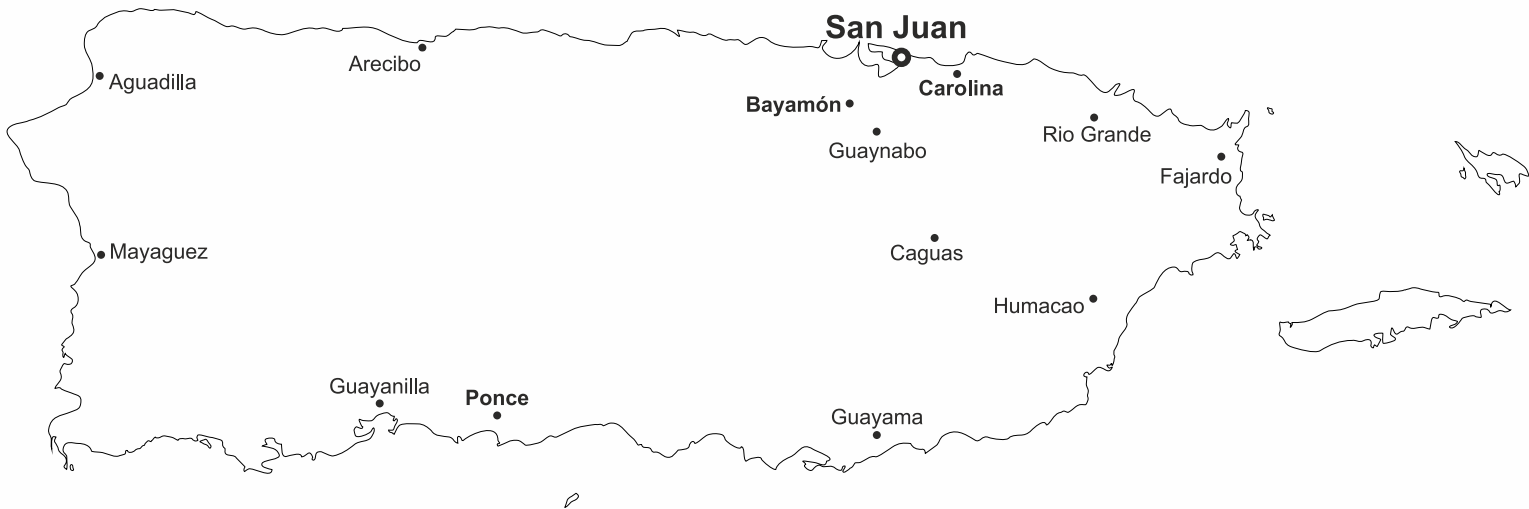 San Juan
Arecibo
Aguadilla
Carolina
Bayamón
Rio Grande
Guaynabo
Fajardo
Mayaguez
Caguas
Humacao
Guayanilla
Ponce
Guayama